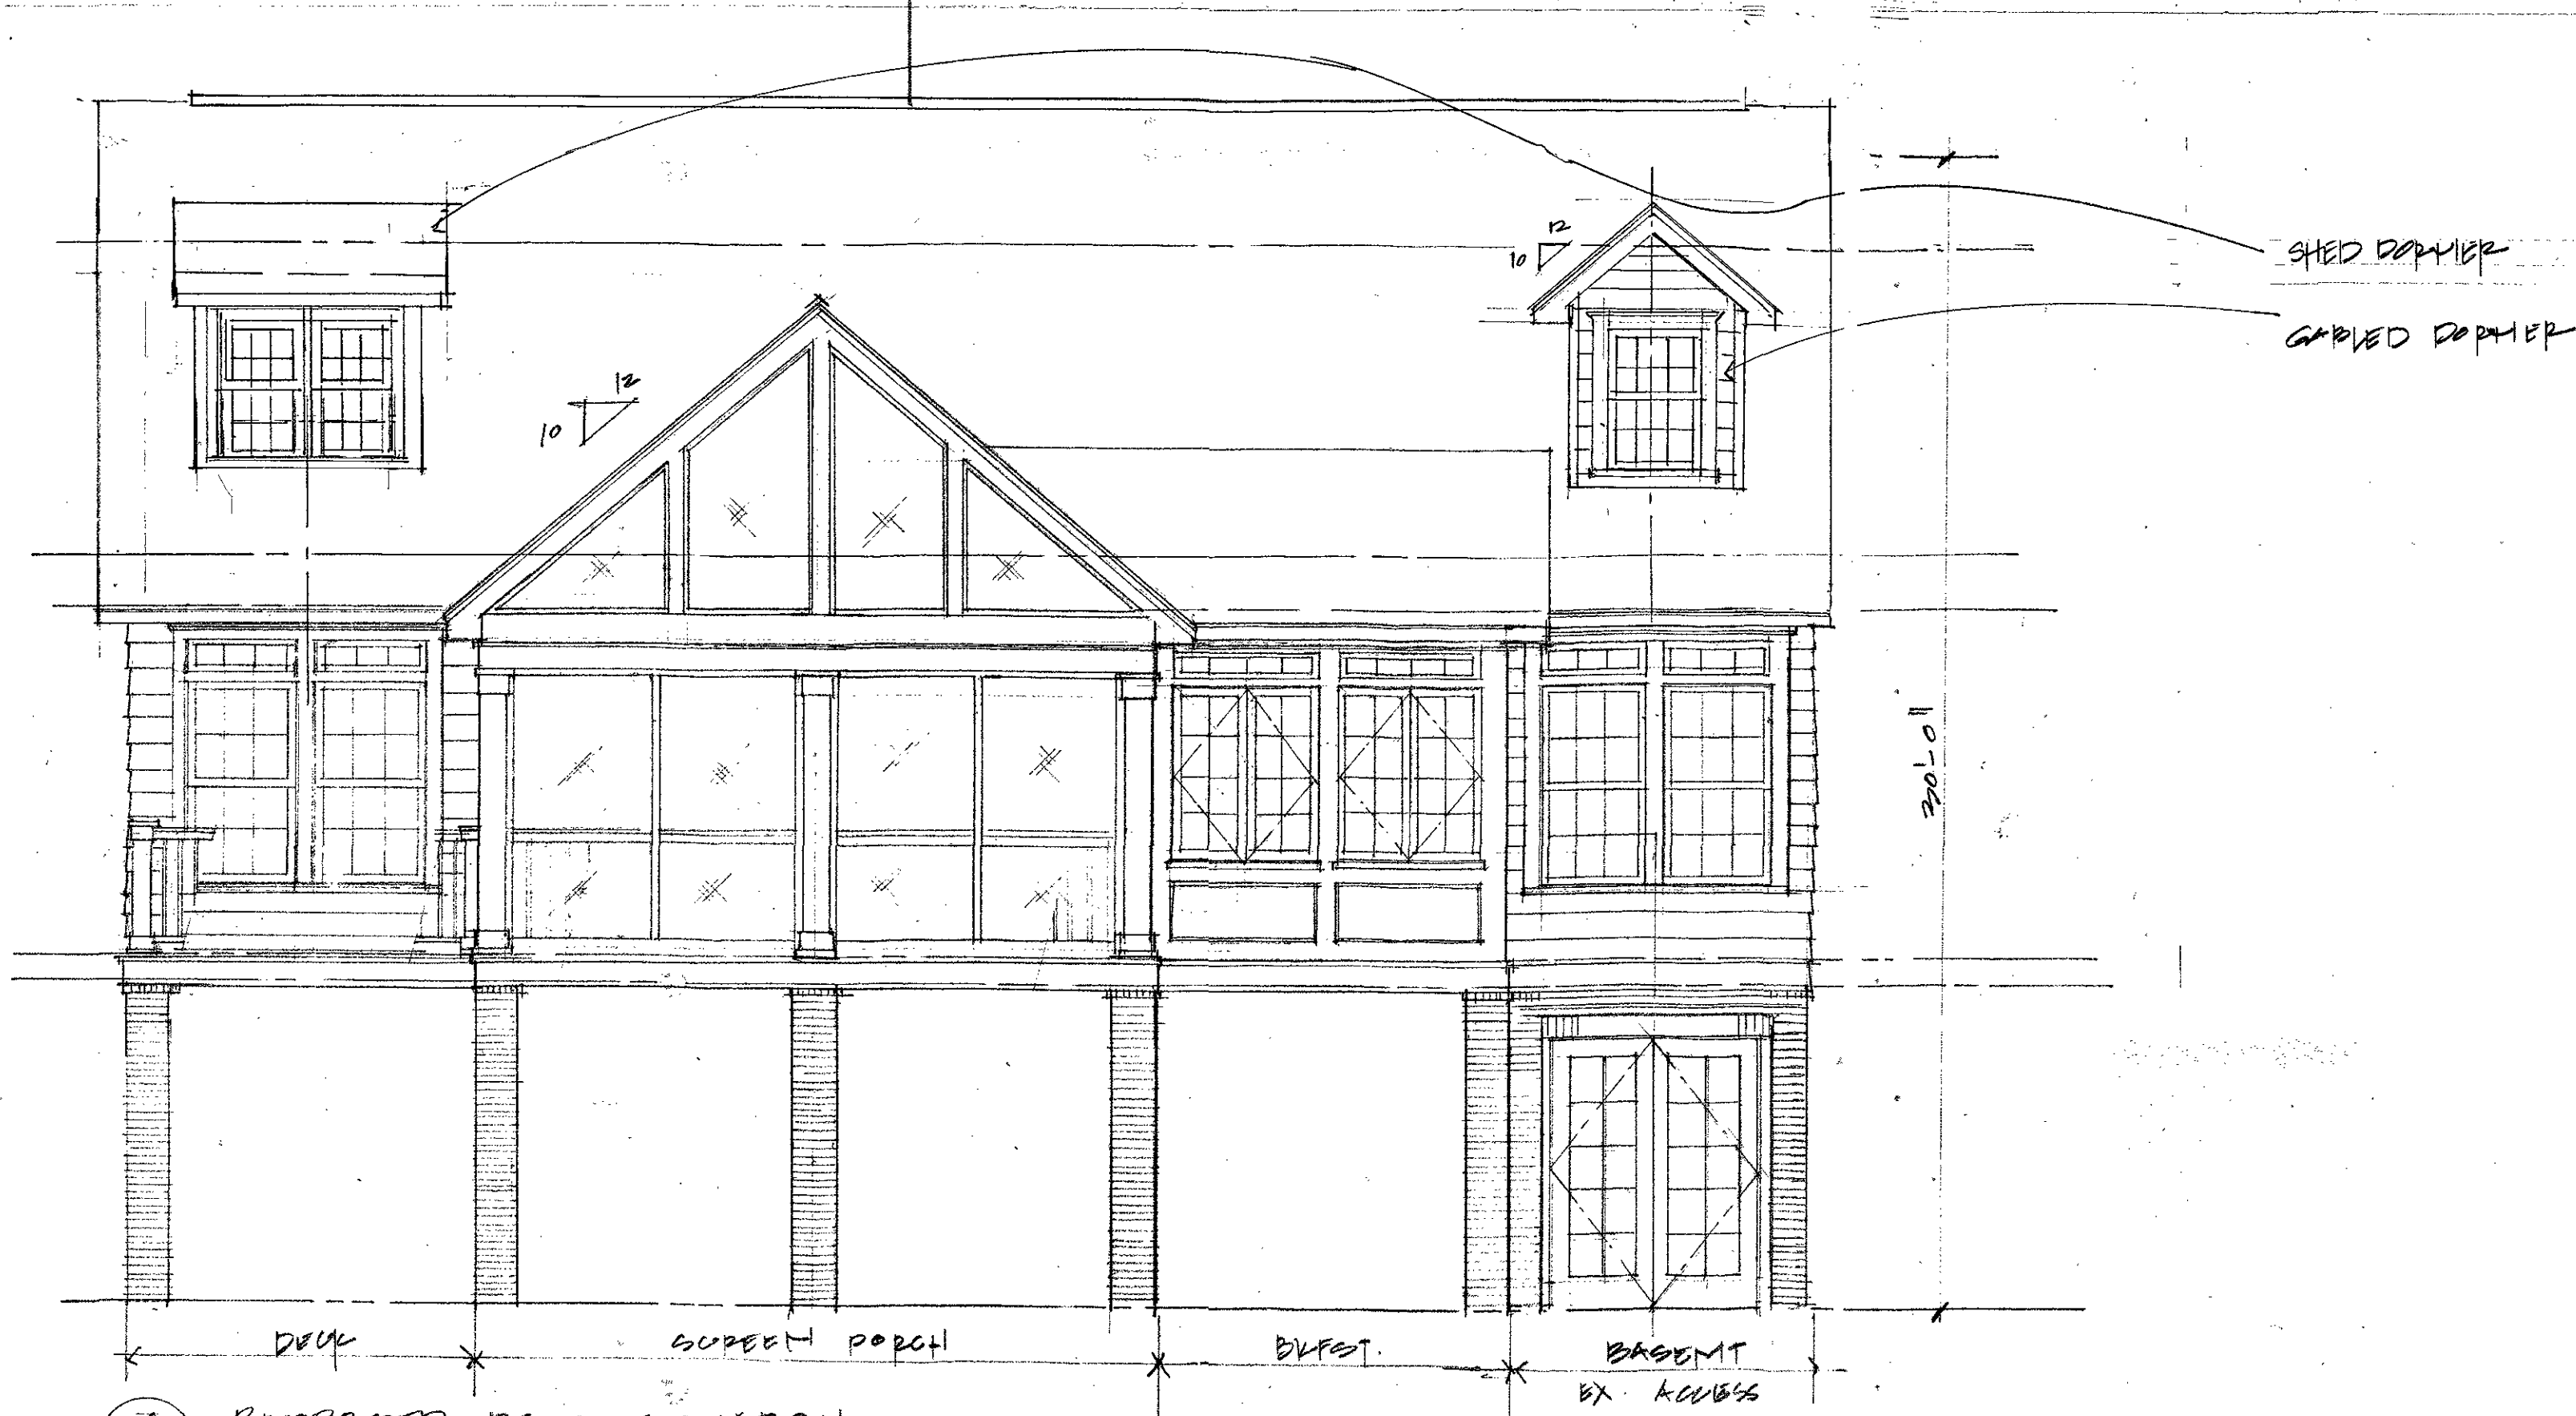 12
10
SHED DORMER
GABLED DORMER
12
10
30'-0"
DECK
SCREEN PORCH
BKFST.
BASEMT
EX. ACCESS